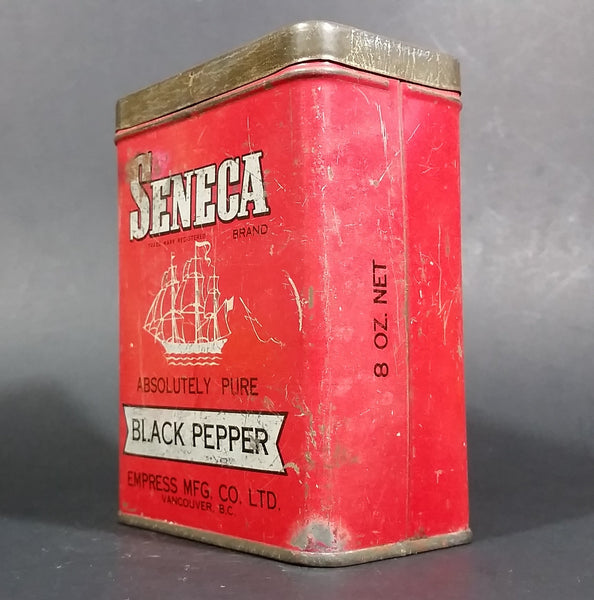 SENECA
TRADE MARK REGISTERED
BRAND
ABSOLUTELY PURE
BLACK PEPPER
EMPRESS MFG. CO. LTD.
VANCOUVER, B.C.
8 OZ. NET